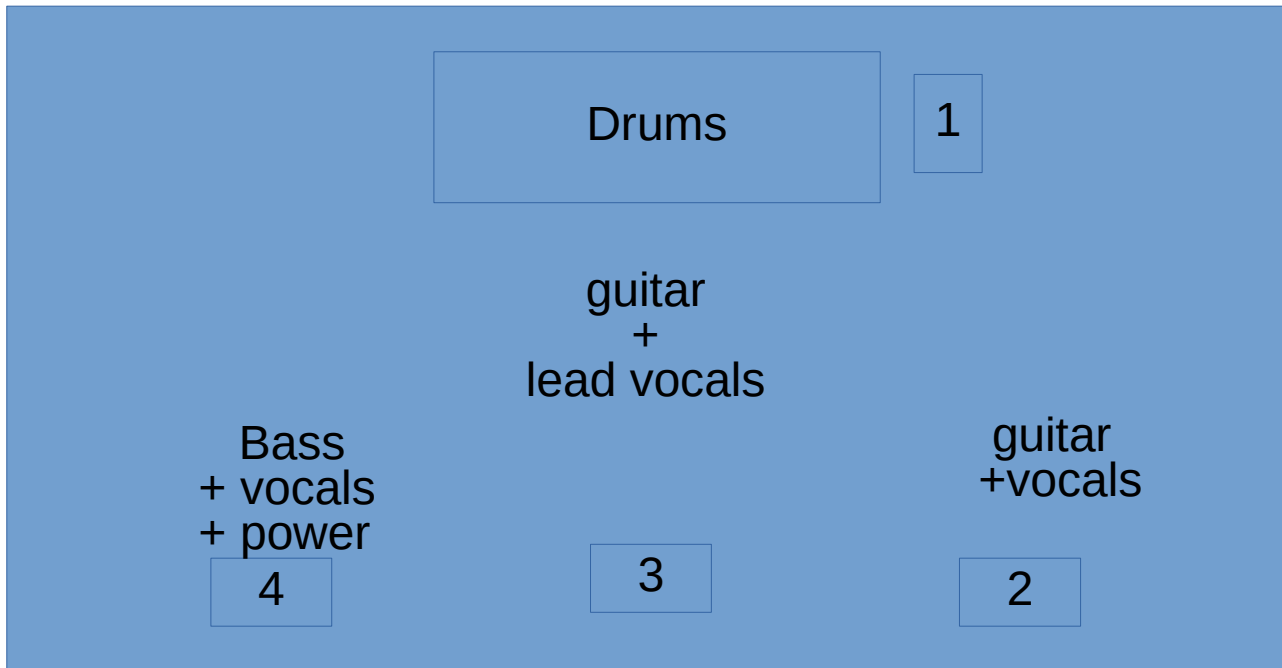 Drums
1
guitar
+
lead vocals
Bass
+ vocals
+ power
guitar
+vocals
4
3
2